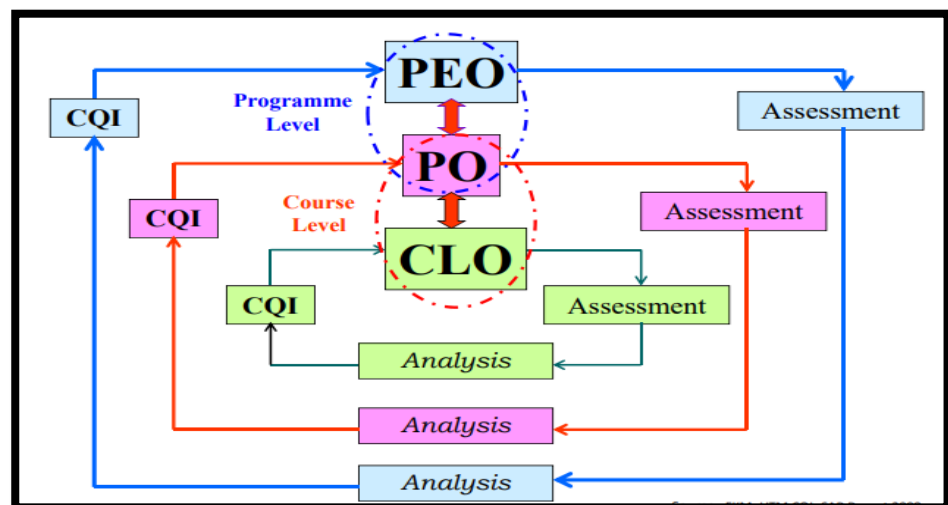 PEO
Programme
Level
CQI
Assessment
PO
Course
Level
CQI
Assessment
CLO
CQI
Assessment
Analysis
Analysis
Analysis